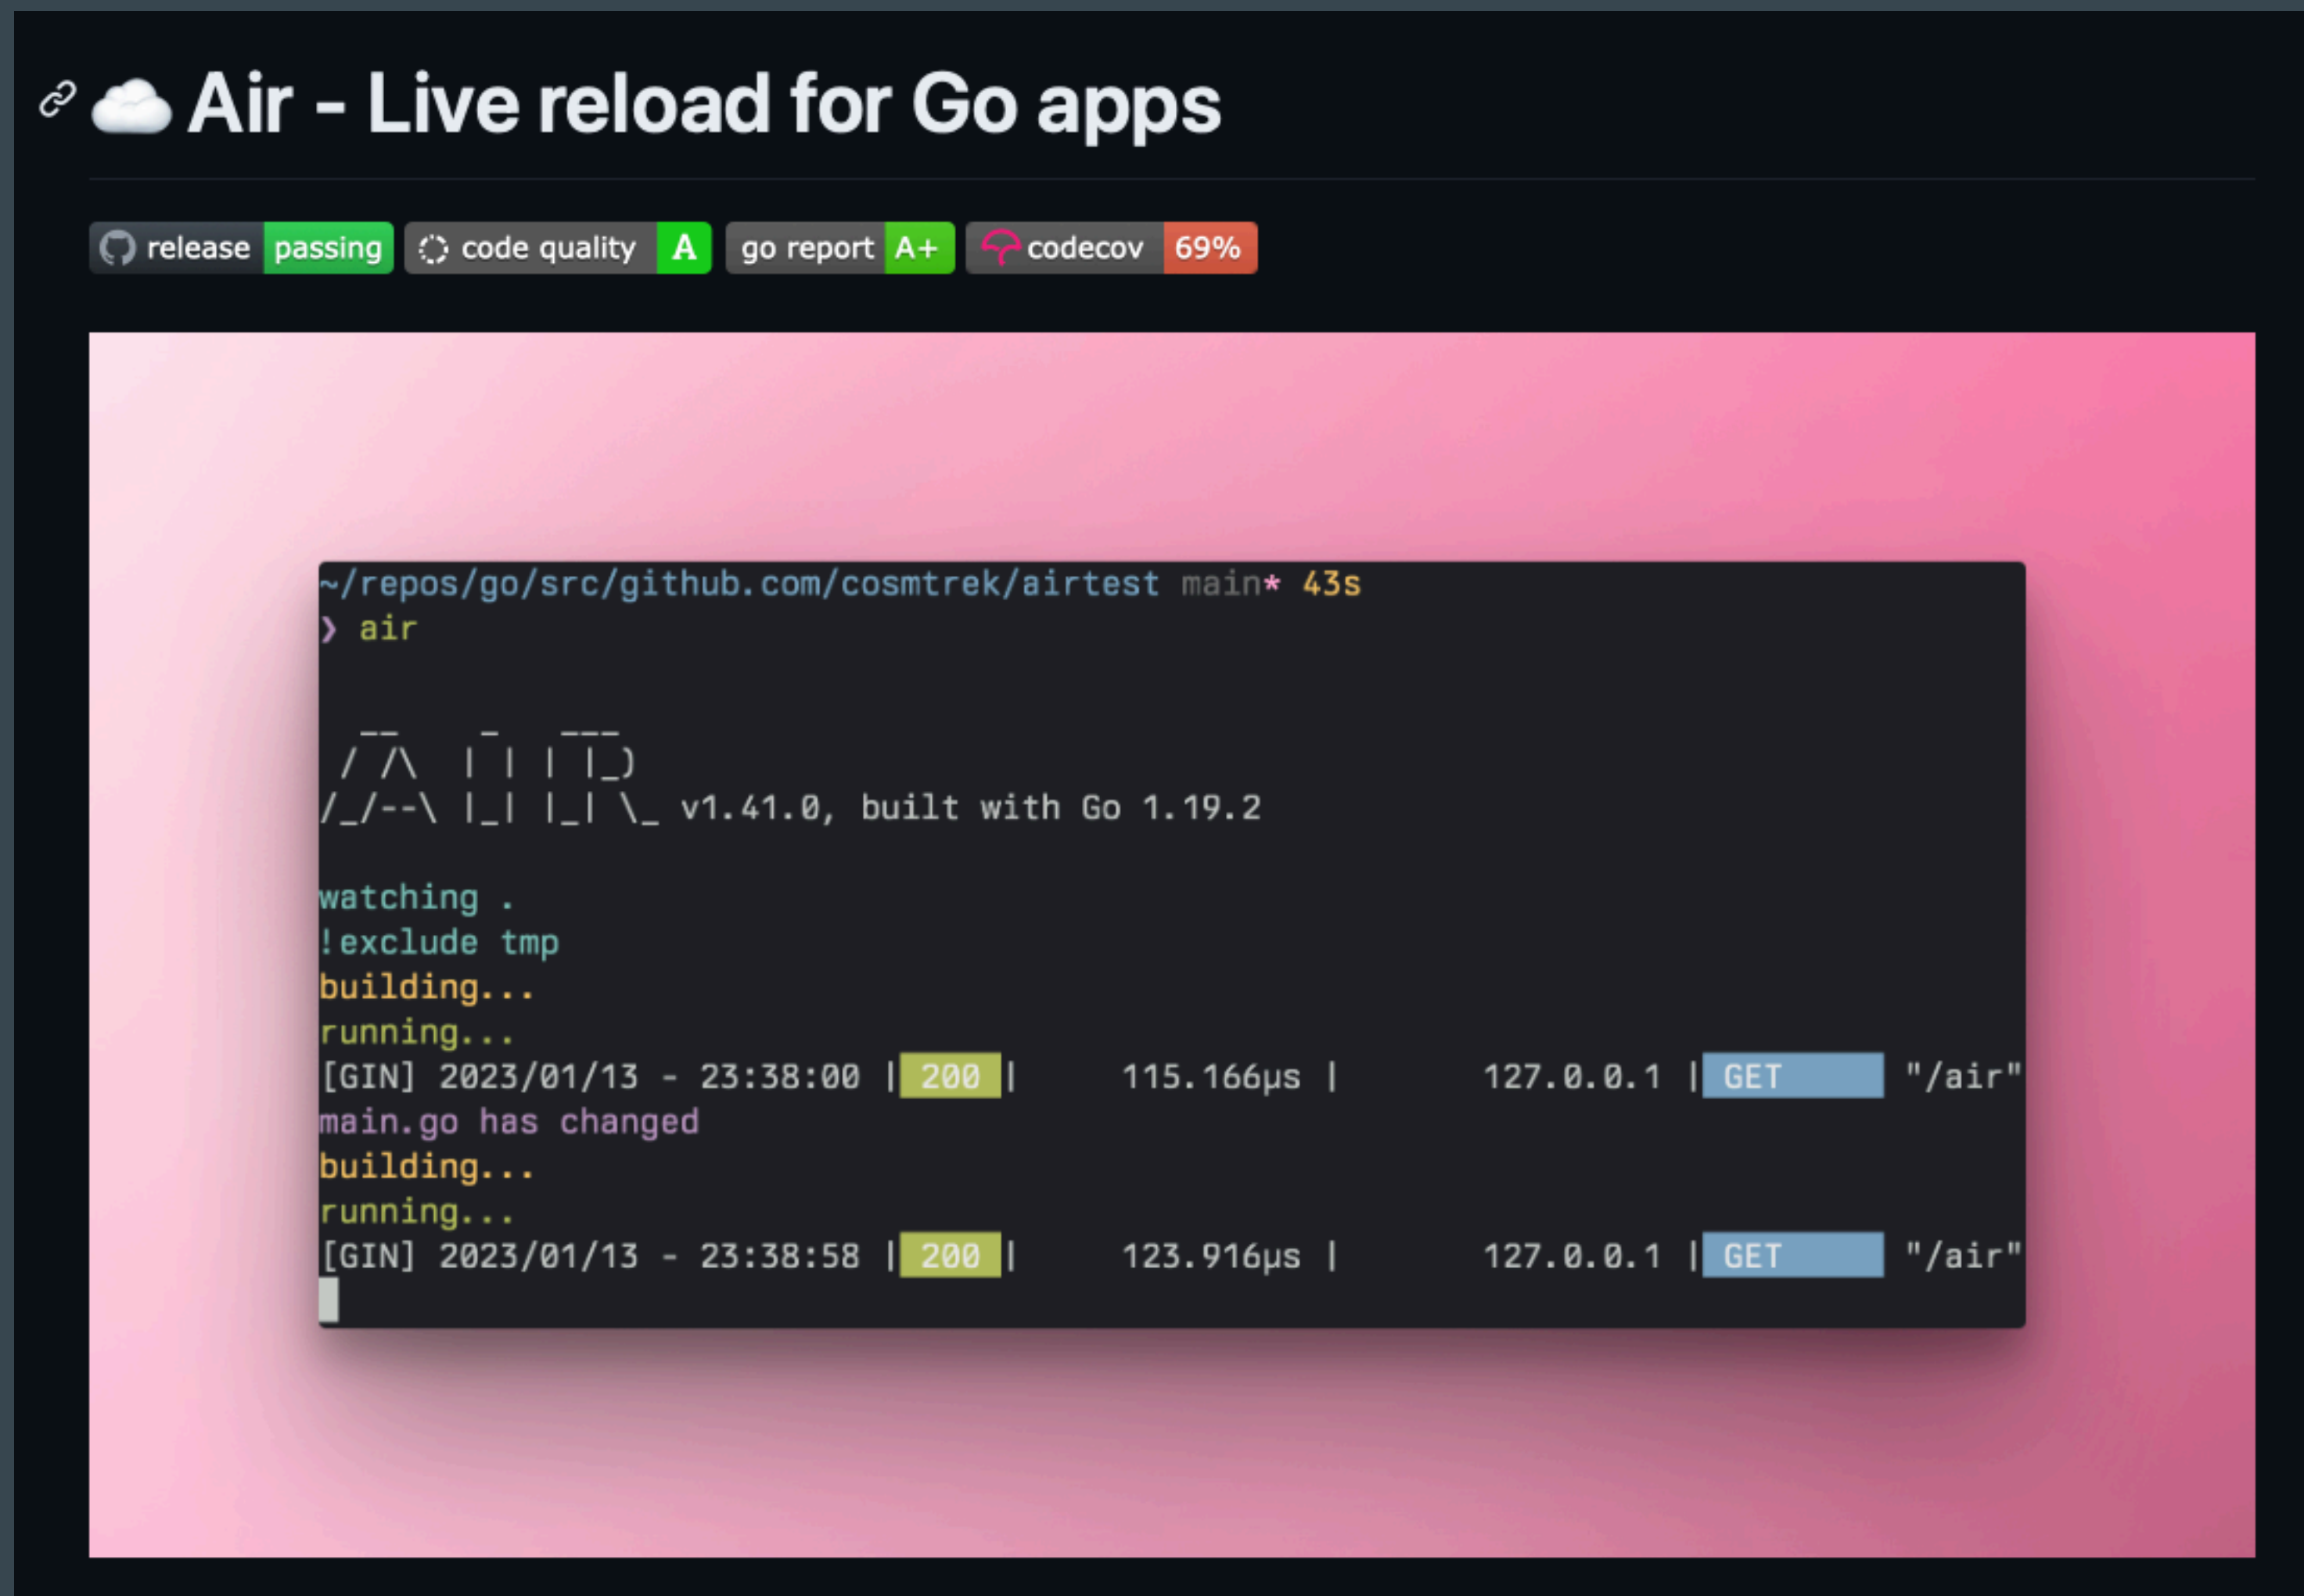 ☁️ Air - Live reload for Go apps
release passing code quality A go report A+ codecov 69%
~/repos/go/src/github.com/cosmtrek/airtest main* 43s
❯ air
  __    _   ___
 / /\  | | | |_)
/_/--\ |_| |_| \_ v1.41.0, built with Go 1.19.2
watching .
!exclude tmp
building...
running...
[GIN] 2023/01/13 - 23:38:00 | 200 |     115.166µs |       127.0.0.1 | GET      "/air"
main.go has changed
building...
running...
[GIN] 2023/01/13 - 23:38:58 | 200 |     123.916µs |       127.0.0.1 | GET      "/air"